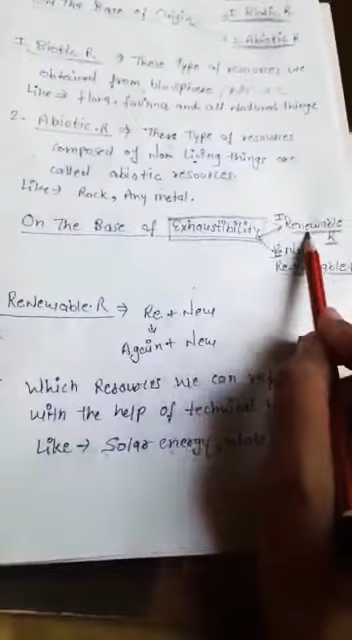 On The Base of Origin
1 Biotic R
2 Abiotic R
1. Biotic R → These Type of resources we
obtained from biosphere
Like → flora, fauna and all Natural things
2. Abiotic.R ⇒ These Type of resources
composed of Non Living things are
called abiotic resources.
Like → Rock, Any metal.
On The Base of Exhaustibility
I Renewable
R
ReNewable.R → Re + New
↓
Again + New
Which Resources we can
with the help of technical
Like → Solar energy,